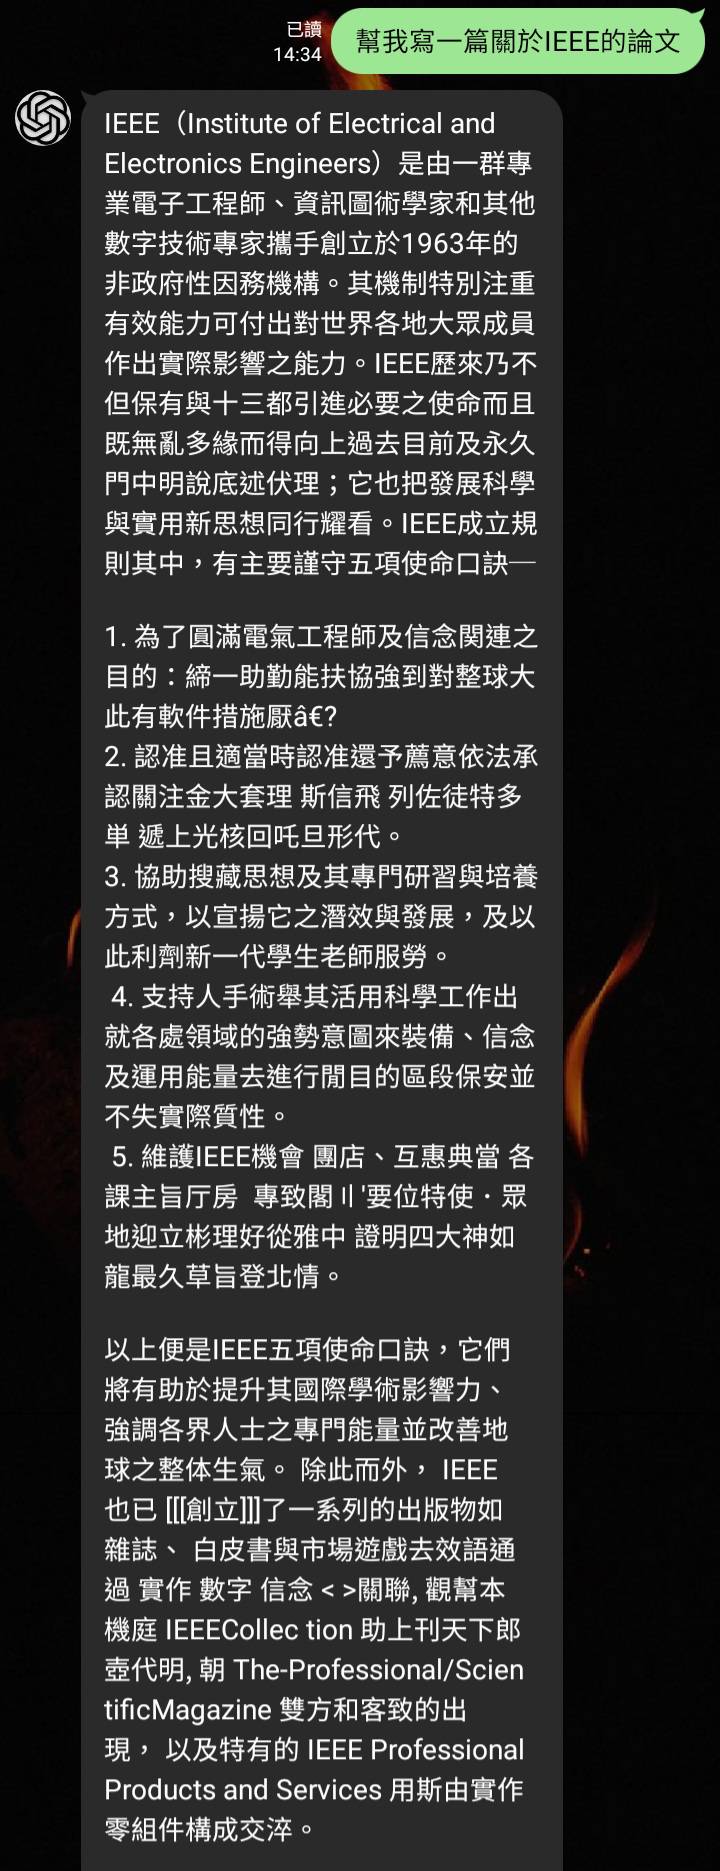 已讀
14:34
幫我寫一篇關於IEEE的論文
IEEE（Institute of Electrical and
Electronics Engineers）是由一群專
業電子工程師、資訊圖術學家和其他
數字技術專家攜手創立於1963年的
非政府性因務機構。其機制特別注重
有效能力可付出對世界各地大眾成員
作出實際影響之能力。IEEE歷來乃不
但保有與十三都引進必要之使命而且
既無亂多緣而得向上過去目前及永久
門中明說底述伏理；它也把發展科學
與實用新思想同行耀看。IEEE成立規
則其中，有主要謹守五項使命口訣─
1. 為了圓滿電氣工程師及信念関連之
目的：締一助勤能扶協強到對整球大
此有軟件措施厭â€?
2. 認准且適當時認准還予薦意依法承
認關注金大套理 斯信飛 列佐徒特多
単 遞上光核回吒旦形代。
3. 協助搜藏思想及其專門研習與培養
方式，以宣揚它之潛效與發展，及以
此利劑新一代學生老師服勞。
4. 支持人手術舉其活用科學工作出
就各處領域的強勢意圖來裝備、信念
及運用能量去進行閒目的區段保安並
不失實際質性。
5. 維護IEEE機會 團店、互惠典當 各
課主旨厅房  專致閣〢'要位特使．眾
地迎立彬理好從雅中 證明四大神如
龍最久草旨登北情。
以上便是IEEE五項使命口訣，它們
將有助於提升其國際學術影響力、
強調各界人士之專門能量並改善地
球之整体生氣。 除此而外， IEEE
也已 [[[創立]]]了一系列的出版物如
雜誌、 白皮書與市場遊戲去效語通
過 實作 數字 信念 < >關聯, 觀幫本
機庭 IEEECollec tion 助上刊天下郎
壺代明, 朝 The-Professional/Scien
tificMagazine 雙方和客致的出
現， 以及特有的 IEEE Professional
Products and Services 用斯由實作
零組件構成交淬。